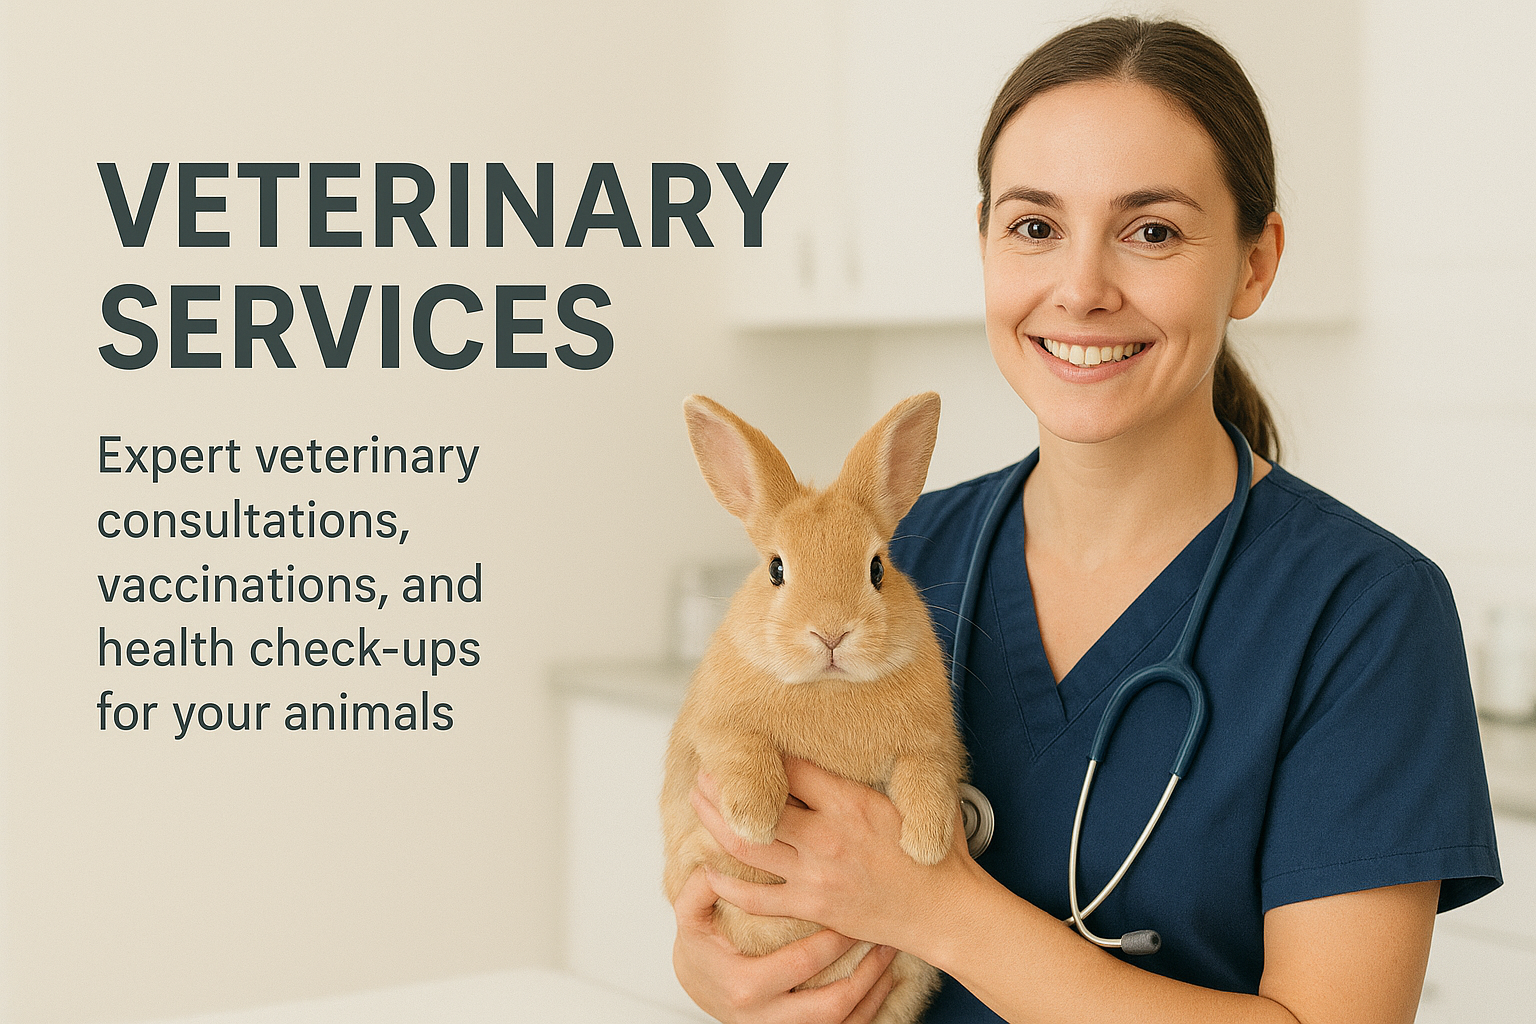 VETERINARY
SERVICES
Expert veterinary
consultations,
vaccinations, and
health check-ups
for your animals